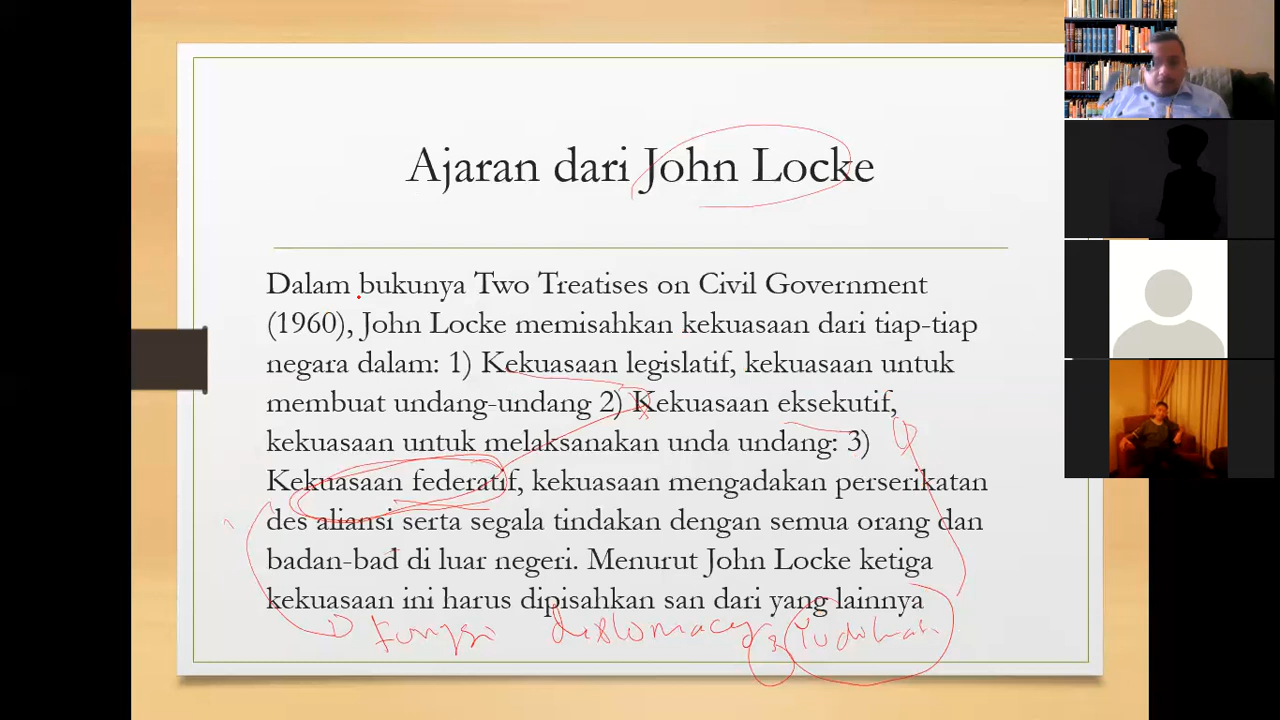 Ajaran dari John Locke
Dalam bukunya Two Treatises on Civil Government
(1960), John Locke memisahkan kekuasaan dari tiap-tiap
negara dalam: 1) Kekuasaan legislatif, kekuasaan untuk
membuat undang-undang 2) Kekuasaan eksekutif,
kekuasaan untuk melaksanakan unda undang: 3)
Kekuasaan federatif, kekuasaan mengadakan perserikatan
des aliansi serta segala tindakan dengan semua orang dan
badan-bad di luar negeri. Menurut John Locke ketiga
kekuasaan ini harus dipisahkan san dari yang lainnya
Fungsi diplomacy